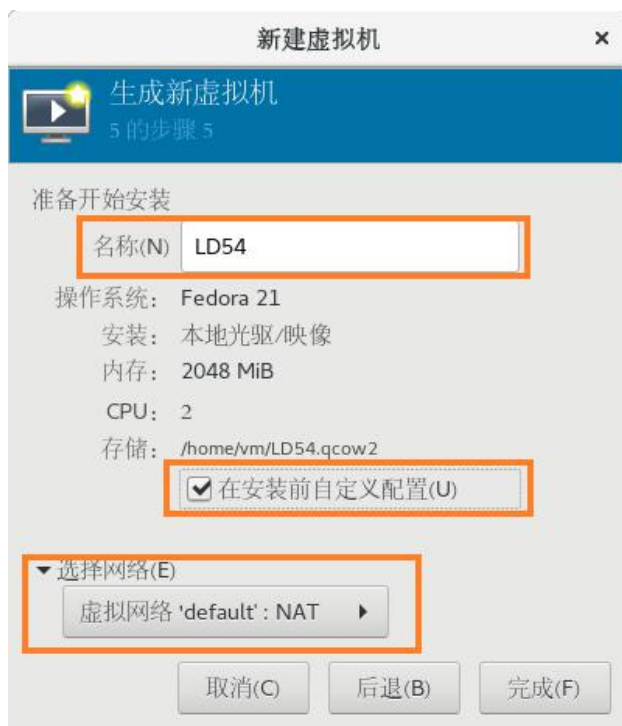 新建虚拟机 ×
生成新虚拟机
5 的步骤 5
准备开始安装
名称(N) LD54
操作系统: Fedora 21
安装: 本地光驱/映像
内存: 2048 MiB
CPU: 2
存储: /home/vm/LD54.qcow2
在安装前自定义配置(U)
选择网络(E)
虚拟网络 'default' : NAT
取消(C) 后退(B) 完成(F)